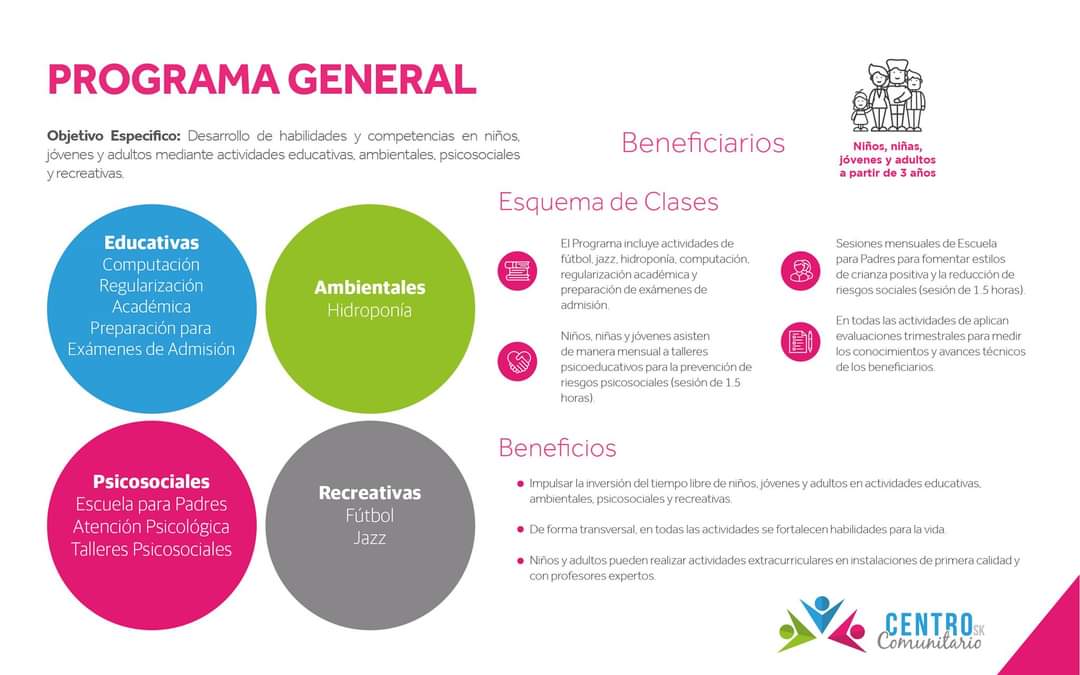 PROGRAMA GENERAL
Objetivo Especifico: Desarrollo de habilidades y competencias en niños,
jóvenes y adultos mediante actividades educativas, ambientales, psicosociales
y recreativas.
Educativas
Computación
Regularización
Académica
Preparación para
Exámenes de Admisión
Ambientales
Hidroponía
Psicosociales
Escuela para Padres
Atención Psicológica
Talleres Psicosociales
Recreativas
Fútbol
Jazz
Beneficiarios
Niños, niñas,
jóvenes y adultos
a partir de 3 años
Esquema de Clases
El Programa incluye actividades de
fútbol, jazz, hidroponía, computación,
regularización académica y
preparación de exámenes de
admisión.
Niños, niñas y jóvenes asisten
de manera mensual a talleres
psicoeducativos para la prevención de
riesgos psicosociales (sesión de 1.5
horas).
Sesiones mensuales de Escuela
para Padres para fomentar estilos
de crianza positiva y la reducción de
riesgos sociales (sesión de 1.5 horas).
En todas las actividades de aplican
evaluaciones trimestrales para medir
los conocimientos y avances técnicos
de los beneficiarios.
Beneficios
Impulsar la inversión del tiempo libre de niños, jóvenes y adultos en actividades educativas,
ambientales, psicosociales y recreativas.
De forma transversal, en todas las actividades se fortalecen habilidades para la vida.
Niños y adultos pueden realizar actividades extracurriculares en instalaciones de primera calidad y
con profesores expertos.
CENTRO SK
Comunitario